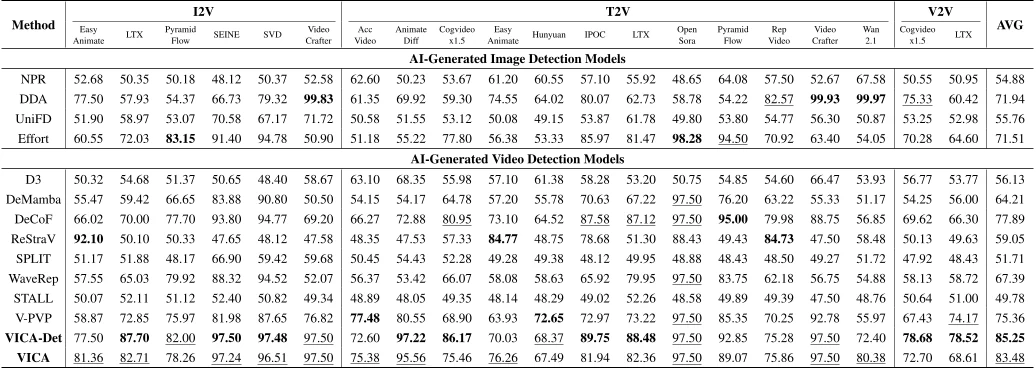 Method I2V T2V V2V AVG
Easy Animate LTX Pyramid Flow SEINE SVD Video Crafter Acc Video Animate Diff Cogvideo x1.5 Easy Animate Hunyuan IPOC LTX Open Sora Pyramid Flow Rep Video Video Crafter Wan 2.1 Cogvideo x1.5 LTX
AI-Generated Image Detection Models
NPR 52.68 50.35 50.18 48.12 50.37 52.58 62.60 50.23 53.67 61.20 60.55 57.10 55.92 48.65 64.08 57.50 52.67 67.58 50.55 50.95 54.88
DDA 77.50 57.93 54.37 66.73 79.32 99.83 61.35 69.92 59.30 74.55 64.02 80.07 62.73 58.78 54.22 82.57 99.93 99.97 75.33 60.42 71.94
UniFD 51.90 58.97 53.07 70.58 67.17 71.72 50.58 51.55 53.12 50.08 49.15 53.87 61.78 49.80 53.80 54.77 56.30 50.87 53.25 52.98 55.76
Effort 60.55 72.03 83.15 91.40 94.78 50.90 51.18 55.22 77.80 56.38 53.33 85.97 81.47 98.28 94.50 70.92 63.40 54.05 70.28 64.60 71.51
AI-Generated Video Detection Models
D3 50.32 54.68 51.37 50.65 48.40 58.67 63.10 68.35 55.98 57.10 61.38 58.28 53.20 50.75 54.85 54.60 66.47 53.93 56.77 53.77 56.13
DeMamba 55.47 59.42 66.65 83.88 90.80 50.50 54.15 54.17 64.78 57.20 55.78 70.63 67.22 97.50 76.20 63.22 55.33 51.17 54.25 56.00 64.21
DeCoF 66.02 70.00 77.70 93.80 94.77 69.20 66.27 72.88 80.95 73.10 64.52 87.58 87.12 97.50 95.00 79.98 88.75 56.85 69.62 66.30 77.89
ReStraV 92.10 50.10 50.33 47.65 48.12 47.58 48.35 47.53 57.33 84.77 48.75 78.68 51.30 88.43 49.43 84.73 47.50 58.48 50.13 49.63 59.05
SPLIT 51.17 51.88 48.17 66.90 59.42 59.68 50.45 54.43 52.28 49.28 49.38 48.12 49.95 48.88 48.43 48.50 49.27 51.72 47.92 48.43 51.71
WaveRep 57.55 65.03 79.92 88.32 94.52 52.07 56.37 53.42 66.07 58.08 58.63 65.92 79.95 97.50 83.75 62.18 56.75 54.88 58.13 58.72 67.39
STALL 50.07 52.11 51.12 52.40 50.82 49.34 48.89 48.05 49.35 48.14 48.29 49.02 52.26 48.58 49.89 49.39 47.50 48.76 50.64 51.00 49.78
V-PVP 58.87 72.85 75.97 81.98 87.65 76.82 77.48 80.55 68.90 63.93 72.65 72.97 73.22 97.50 85.35 70.25 92.78 55.97 67.43 74.17 75.36
VICA-Det 77.50 87.70 82.00 97.50 97.48 97.50 72.60 97.22 86.17 70.03 68.37 89.75 88.48 97.50 92.85 75.28 97.50 72.40 78.68 78.52 85.25
VICA 81.36 82.71 78.26 97.24 96.51 97.50 75.38 95.56 75.46 76.26 67.49 81.94 82.36 97.50 89.07 75.86 97.50 80.38 72.70 68.61 83.48